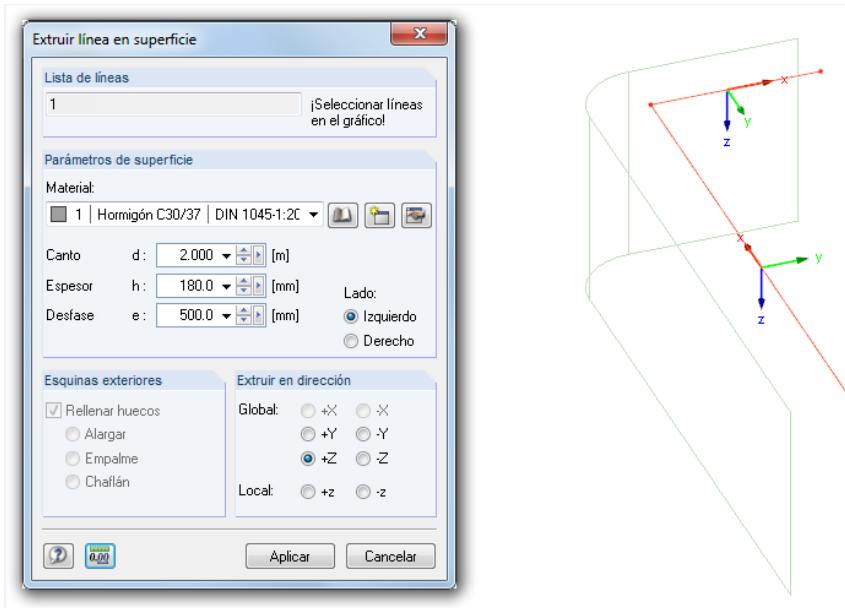 Extruir línea en superficie
Lista de líneas
1
¡Seleccionar líneas
en el gráfico!
Parámetros de superficie
Material:
1 | Hormigón C30/37 | DIN 1045-1:20
Canto d: 2.000 [m]
Espesor h: 180.0 [mm]
Desfase e: 500.0 [mm]
Lado:
Izquierdo
Derecho
Esquinas exteriores
Rellenar huecos
Alargar
Empalme
Chaflán
Extruir en dirección
Global: +X -X
+Y -Y
+Z -Z
Local: +z -z
0.00
Aplicar
Cancelar
x
y
z
x
y
z